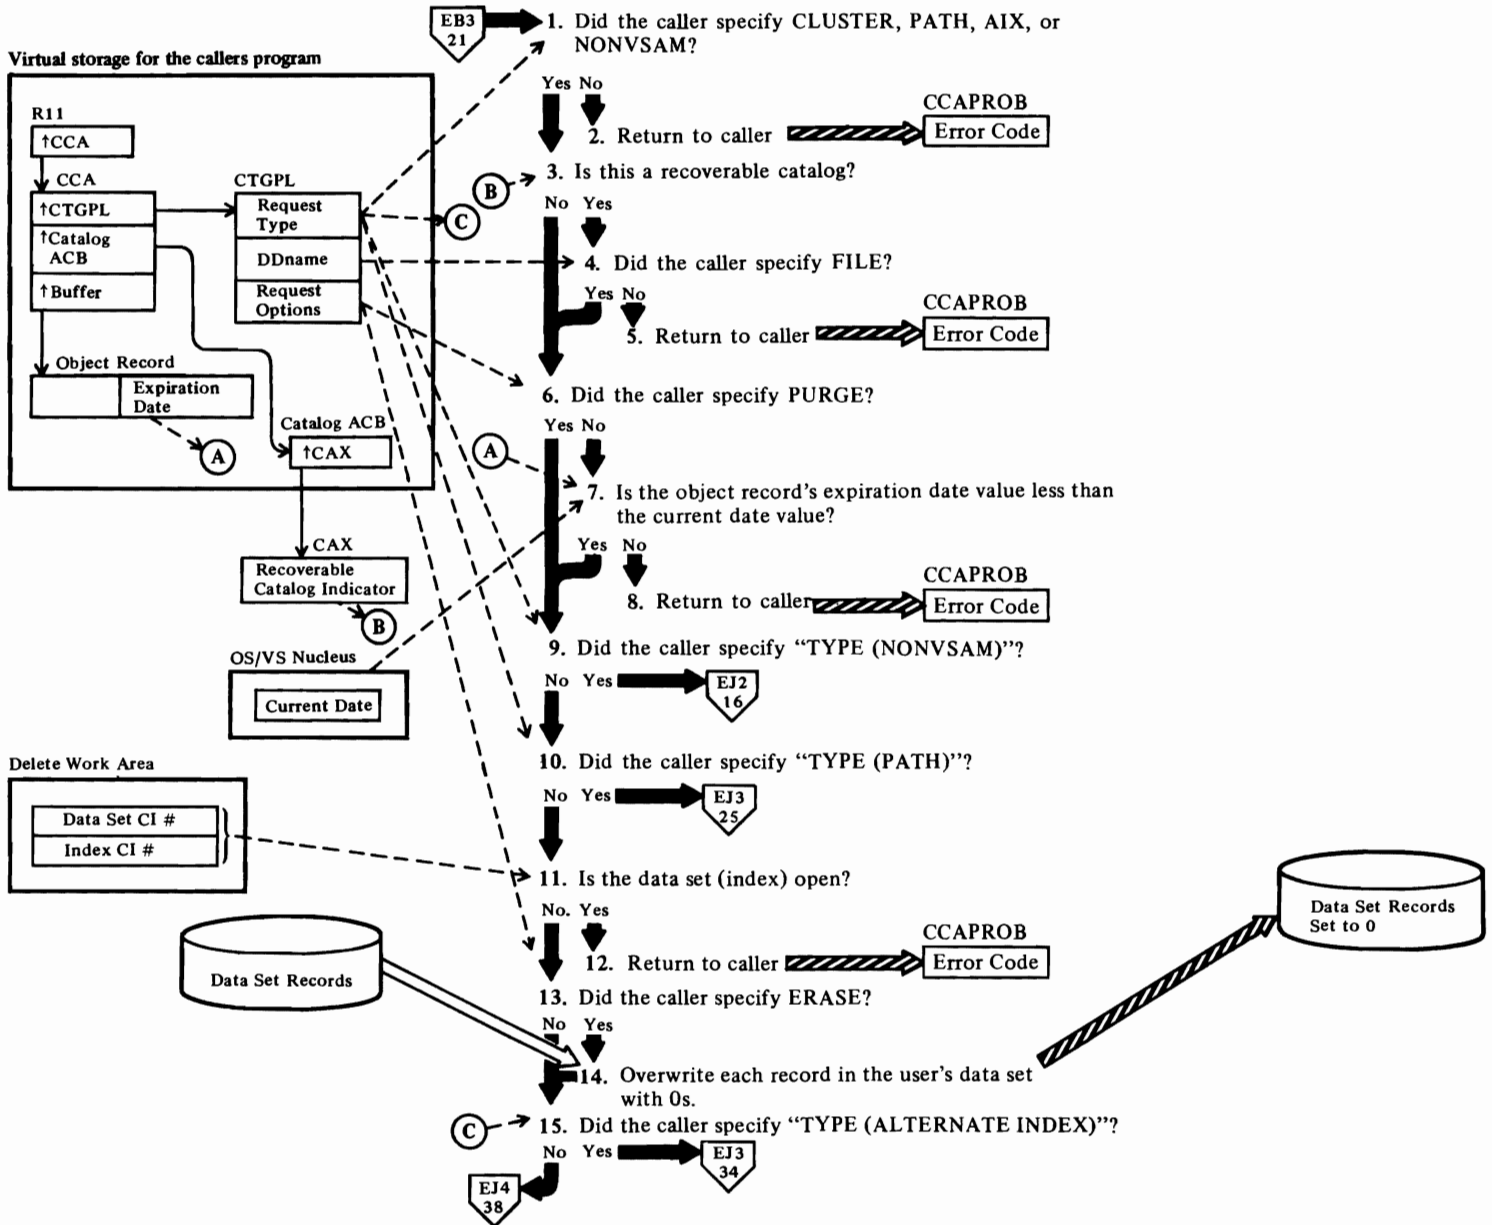 EB3
21
1. Did the caller specify CLUSTER, PATH, AIX, or
NONVSAM?
Yes No
2. Return to caller
CCAPROB
Error Code
3. Is this a recoverable catalog?
B
No Yes
4. Did the caller specify FILE?
Yes No
5. Return to caller
CCAPROB
Error Code
6. Did the caller specify PURGE?
Yes No
A
7. Is the object record's expiration date value less than
the current date value?
Yes No
8. Return to caller
CCAPROB
Error Code
9. Did the caller specify “TYPE (NONVSAM)”?
No Yes
EJ2
16
10. Did the caller specify “TYPE (PATH)”?
No Yes
EJ3
25
11. Is the data set (index) open?
No. Yes
12. Return to caller
CCAPROB
Error Code
13. Did the caller specify ERASE?
No Yes
14. Overwrite each record in the user's data set
with 0s.
C
15. Did the caller specify “TYPE (ALTERNATE INDEX)”?
No Yes
EJ3
34
EJ4
38
Virtual storage for the callers program
R11
↑CCA
CCA
↑CTGPL
↑Catalog
ACB
↑Buffer
CTGPL
Request
Type
DDname
Request
Options
C
Object Record
Expiration
Date
A
Catalog ACB
↑CAX
CAX
Recoverable
Catalog Indicator
B
OS/VS Nucleus
Current Date
Delete Work Area
Data Set CI #
Index CI #
Data Set Records
Data Set Records
Set to 0